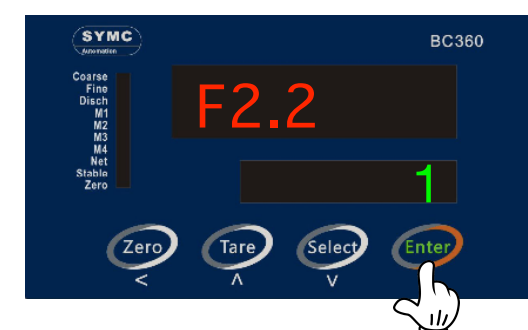 SYMC
Automation
BC360
Coarse
Fine
Disch
M1
M2
M3
M4
Net
Stable
Zero
F2.2
1
Zero
Tare
Select
Enter
<
Λ
V